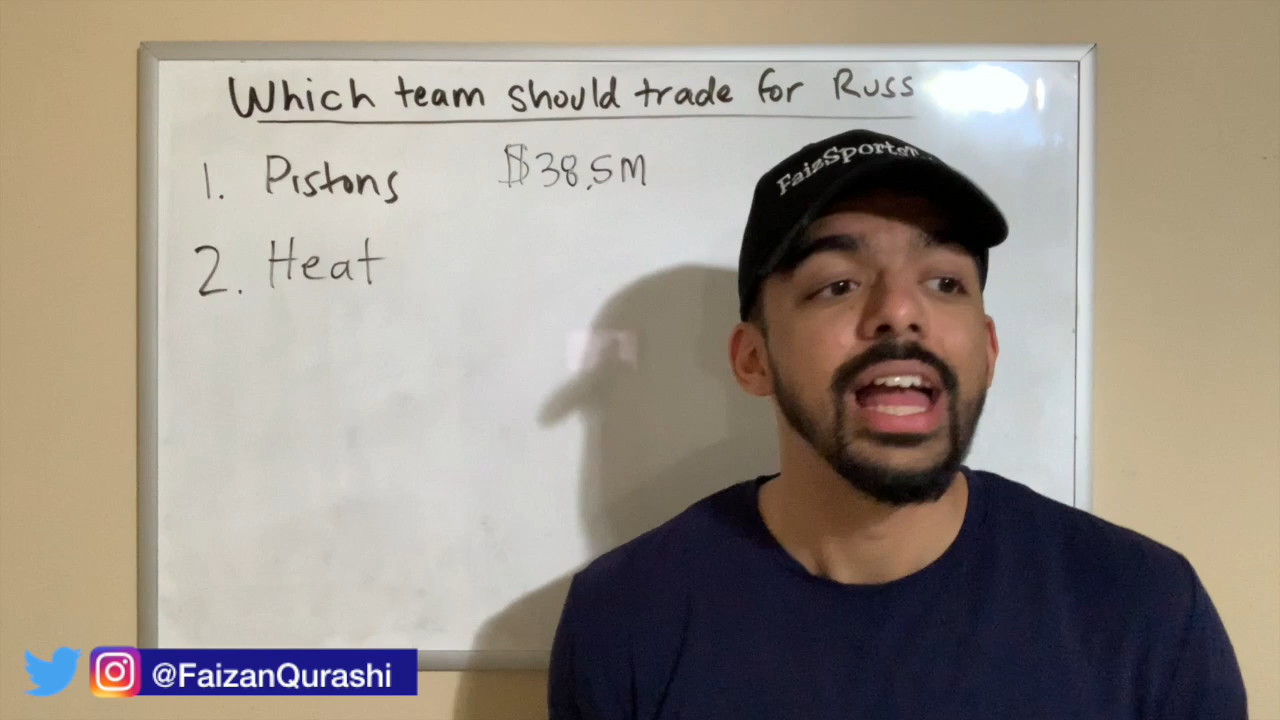 Which team should trade for Russ
1. Pistons $38.5M
2. Heat
FaizSports
@FaizanQurashi